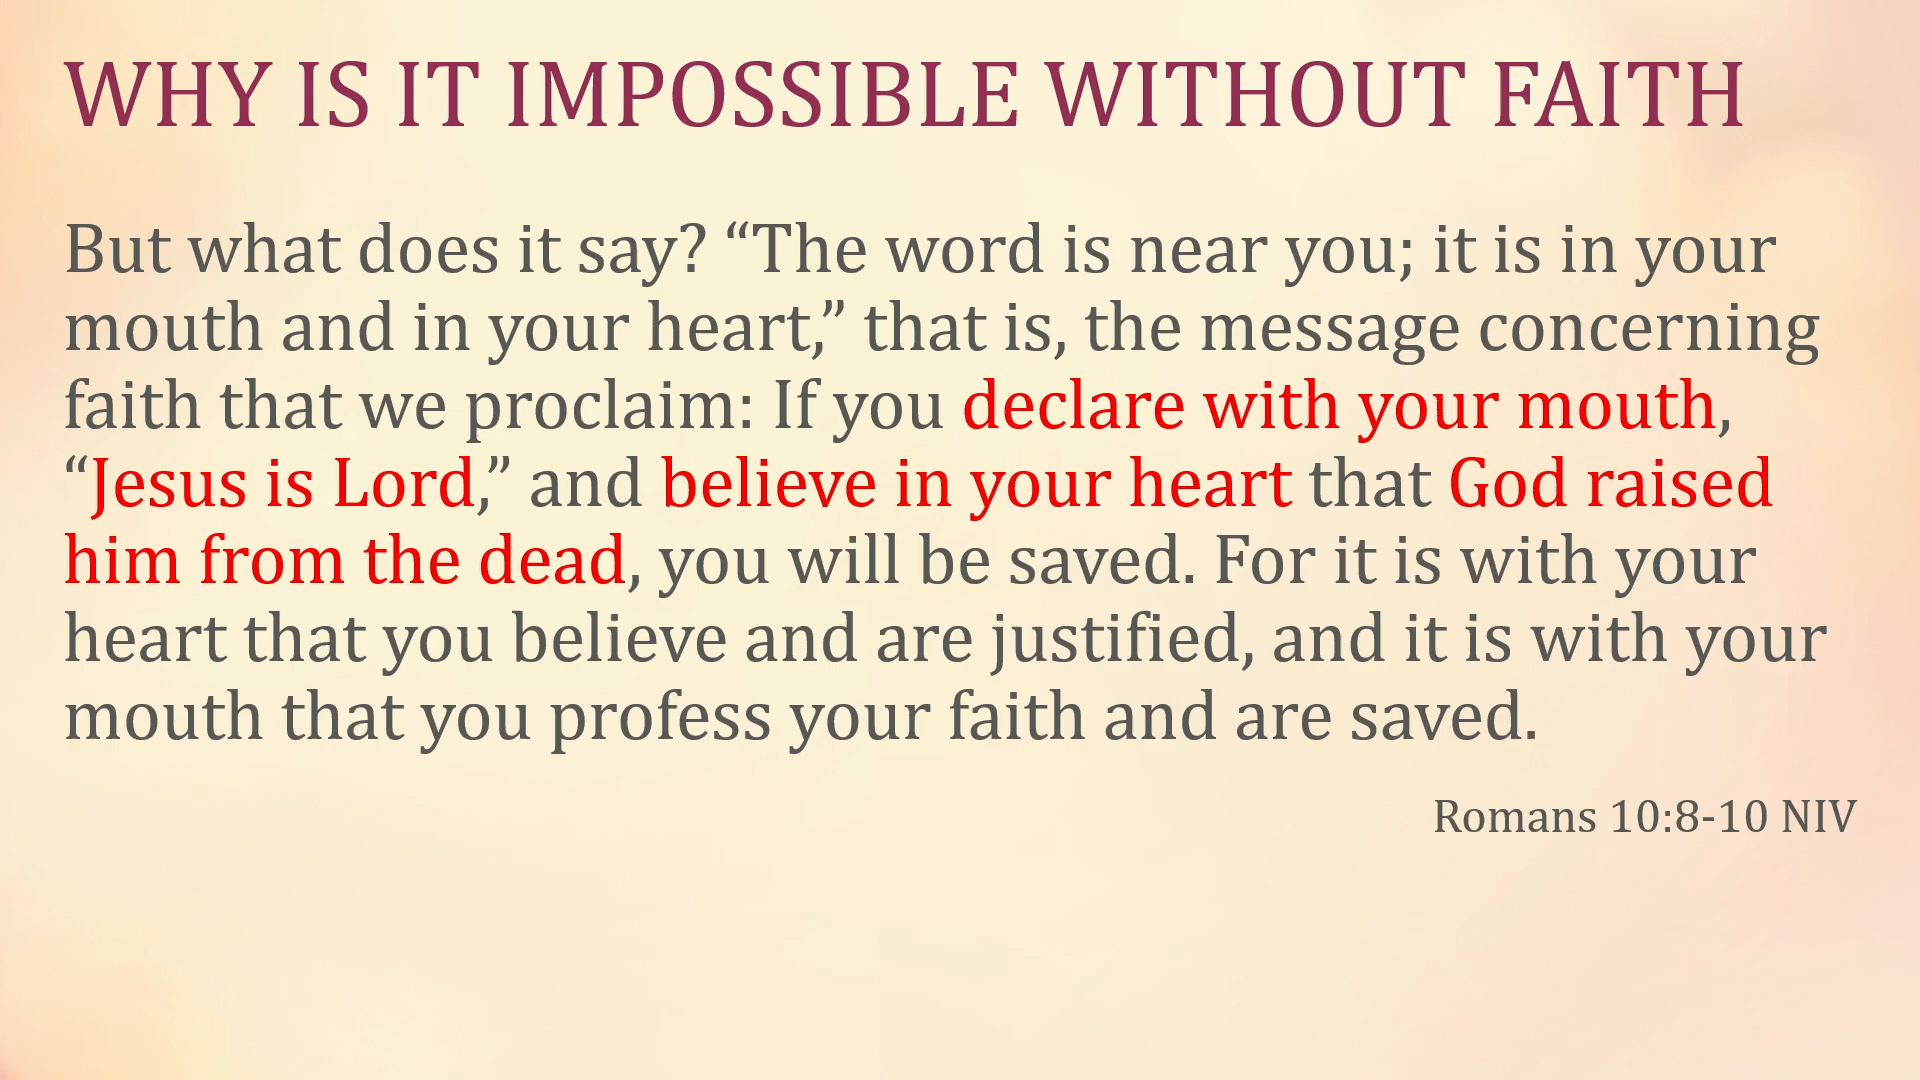 WHY IS IT IMPOSSIBLE WITHOUT FAITH
But what does it say? “The word is near you; it is in your
mouth and in your heart,” that is, the message concerning
faith that we proclaim: If you declare with your mouth,
“Jesus is Lord,” and believe in your heart that God raised
him from the dead, you will be saved. For it is with your
heart that you believe and are justified, and it is with your
mouth that you profess your faith and are saved.
Romans 10:8-10 NIV